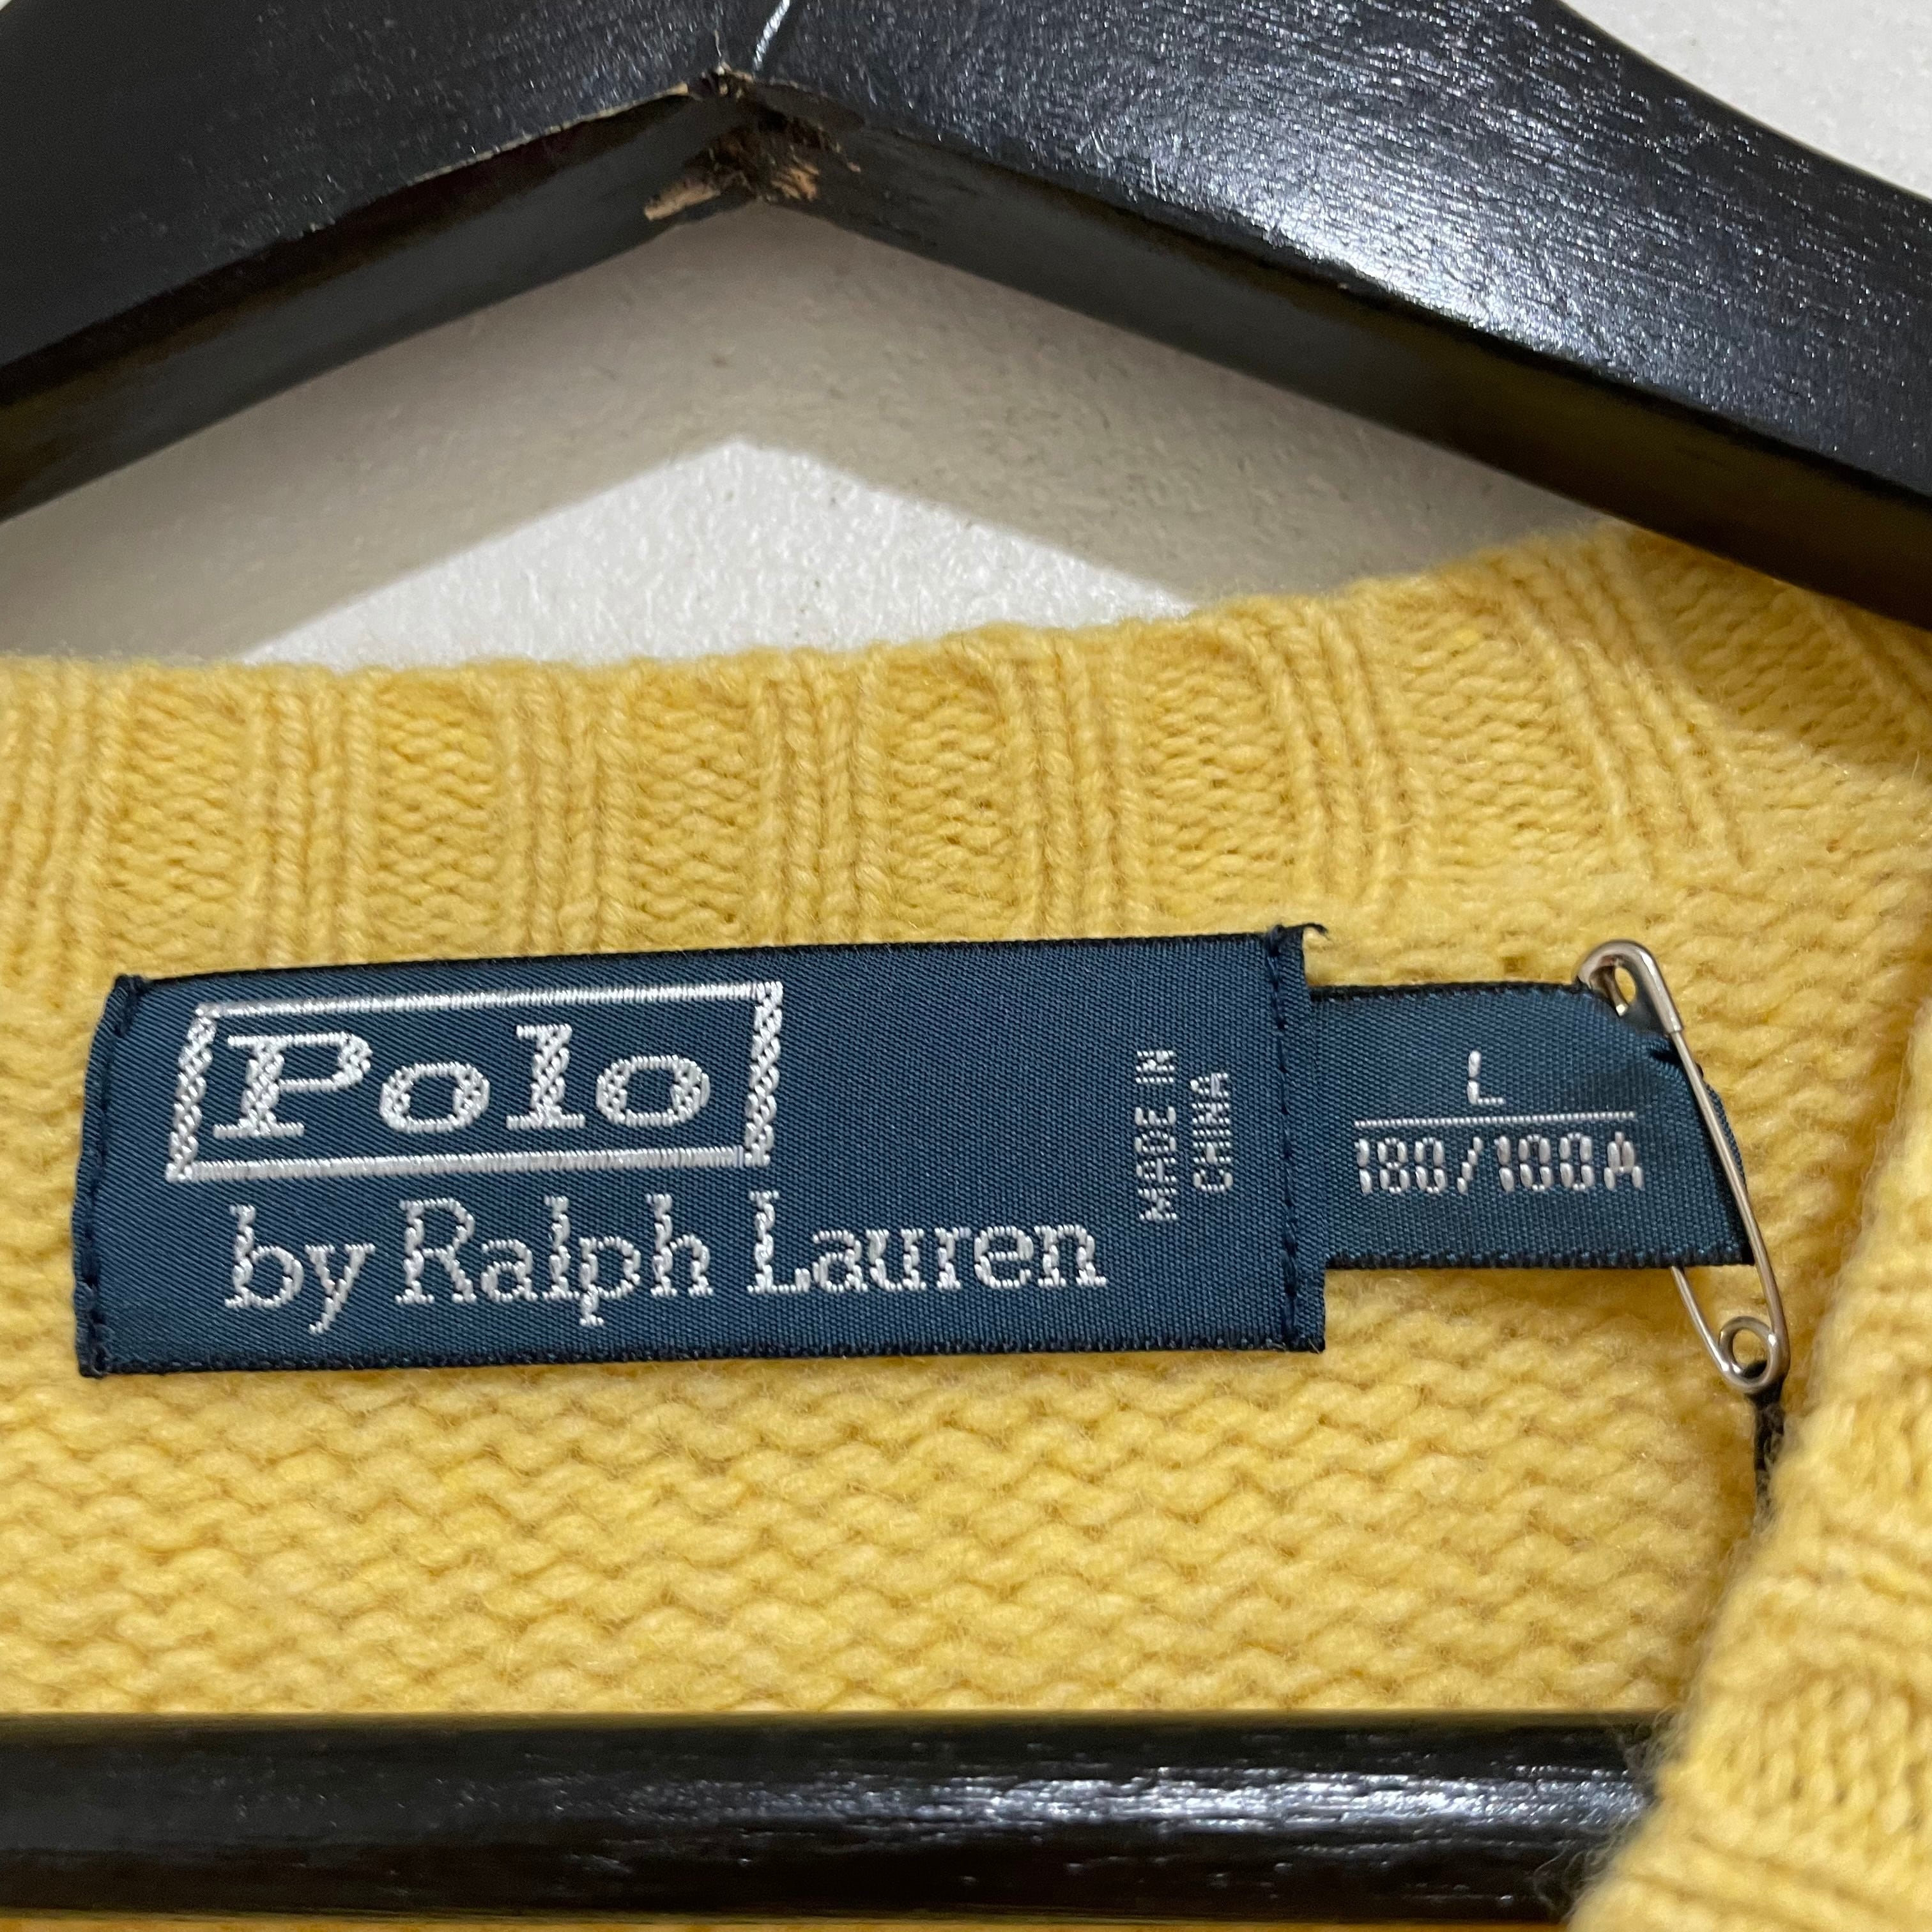 Polo
by Ralph Lauren
MADE IN
CHINA
L
180/100A